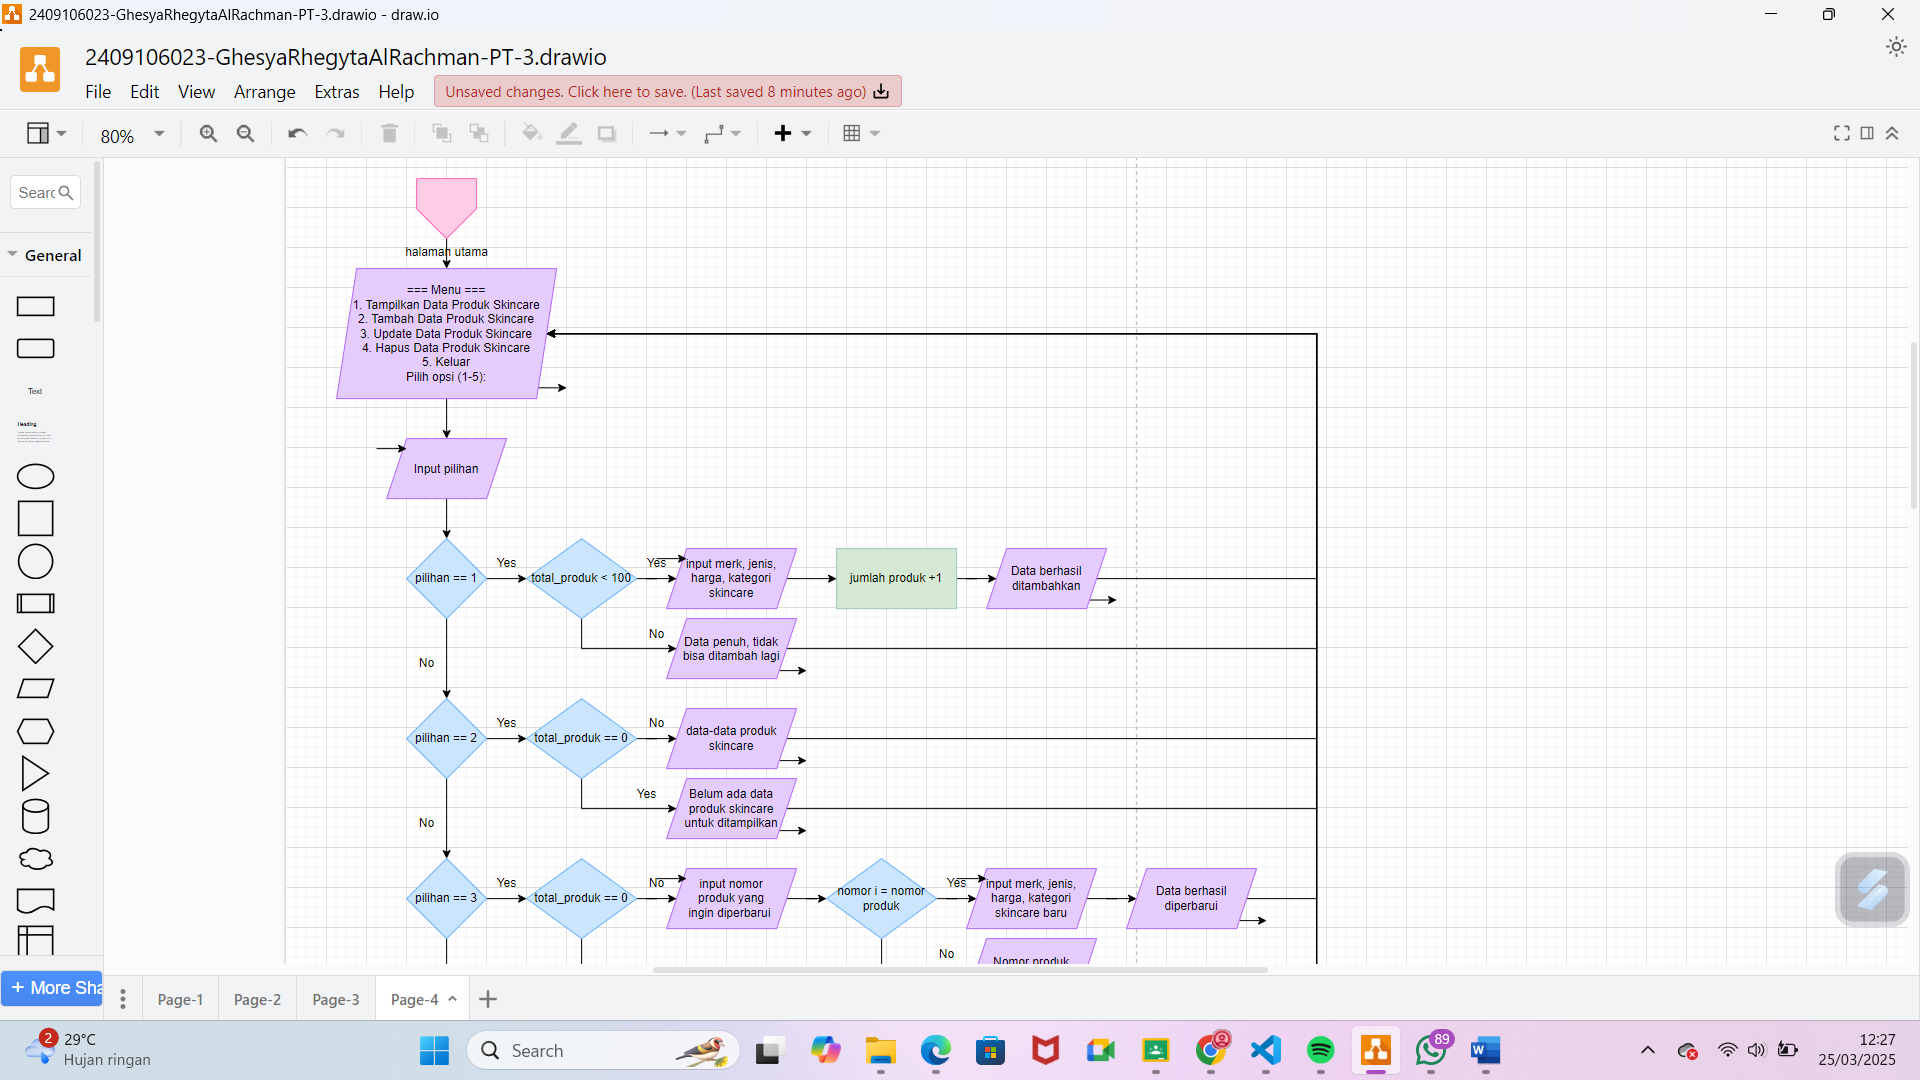 2409106023-GhesyaRhegytaAlRachman-PT-3.drawio - draw.io
2409106023-GhesyaRhegytaAlRachman-PT-3.drawio
File Edit View Arrange Extras Help
Unsaved changes. Click here to save. (Last saved 8 minutes ago)
80%
Searc
General
Text
Heading
halaman utama
=== Menu ===
1. Tampilkan Data Produk Skincare
2. Tambah Data Produk Skincare
3. Update Data Produk Skincare
4. Hapus Data Produk Skincare
5. Keluar
Pilih opsi (1-5):
Input pilihan
pilihan == 1
Yes
total_produk < 100
Yes
input merk, jenis,
harga, kategori
skincare
jumlah produk +1
Data berhasil
ditambahkan
No
Data penuh, tidak
bisa ditambah lagi
No
pilihan == 2
Yes
total_produk == 0
No
data-data produk
skincare
Yes
Belum ada data
produk skincare
untuk ditampilkan
No
pilihan == 3
Yes
total_produk == 0
No
input nomor
produk yang
ingin diperbarui
nomor i = nomor
produk
Yes
input merk, jenis,
harga, kategori
skincare baru
Data berhasil
diperbarui
No
Nomor produk
+ More Sha
Page-1
Page-2
Page-3
Page-4
2
29°C
Hujan ringan
Search
89
12:27
25/03/2025